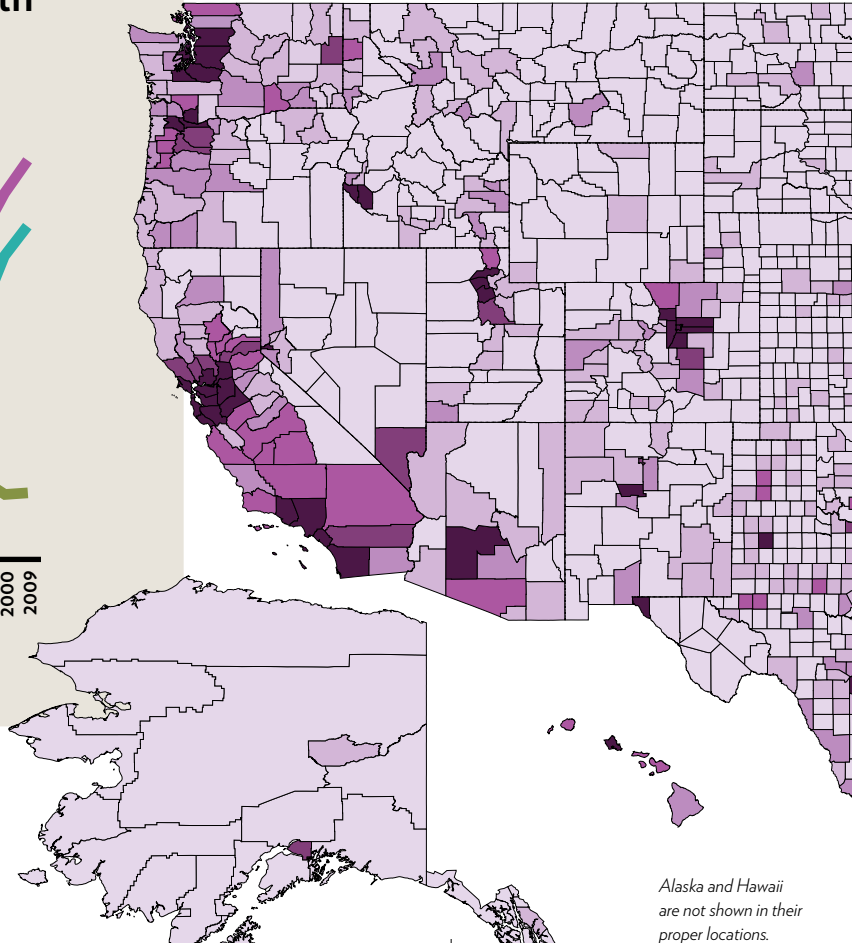 2000
2009
Alaska and Hawaii
are not shown in their
proper locations.